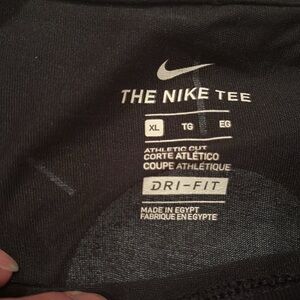 THE NIKE TEE
XL TG EG
ATHLETIC CUT
CORTE ATLÉTICO
COUPE ATHLÉTIQUE
DRI-FIT
MADE IN EGYPT
FABRIQUÉ EN EGYPTE